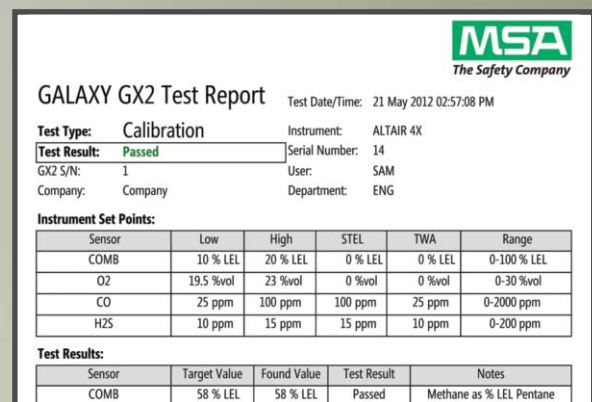 MSA
The Safety Company
GALAXY GX2 Test Report
Test Date/Time: 21 May 2012 02:57:08 PM
Test Type: Calibration
Instrument: ALTAIR 4X
Test Result: Passed
Serial Number: 14
GX2 S/N: 1
User: SAM
Company: Company
Department: ENG
Instrument Set Points:
Sensor Low High STEL TWA Range
COMB 10 % LEL 20 % LEL 0 % LEL 0 % LEL 0-100 % LEL
O2 19.5 %vol 23 %vol 0 %vol 0 %vol 0-30 %vol
CO 25 ppm 100 ppm 100 ppm 25 ppm 0-2000 ppm
H2S 10 ppm 15 ppm 15 ppm 10 ppm 0-200 ppm
Test Results:
Sensor Target Value Found Value Test Result Notes
COMB 58 % LEL 58 % LEL Passed Methane as % LEL Pentane